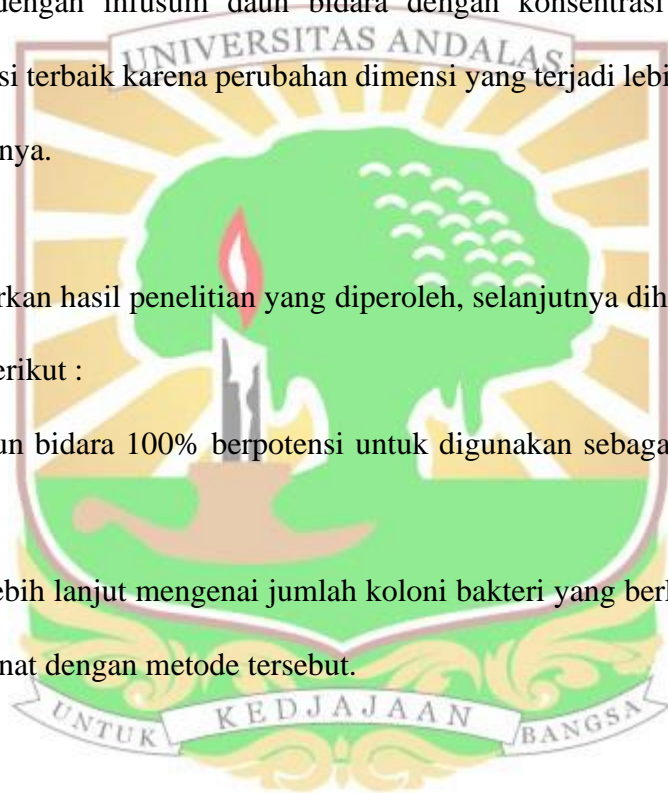 dengan infusum daun bidara dengan konsentrasi
UNIVERSITAS ANDALAS
si terbaik karena perubahan dimensi yang terjadi lebi
nya.
rkan hasil penelitian yang diperoleh, selanjutnya dih
erikut :
un bidara 100% berpotensi untuk digunakan sebaga
ebih lanjut mengenai jumlah koloni bakteri yang berl
nat dengan metode tersebut.
UNTUK KEDJAJAAN BANGSA